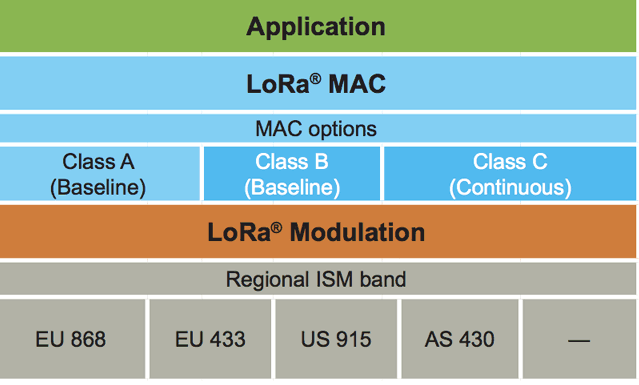 Application
LoRa® MAC
MAC options
Class A
(Baseline)
Class B
(Baseline)
Class C
(Continuous)
LoRa® Modulation
Regional ISM band
EU 868
EU 433
US 915
AS 430
—